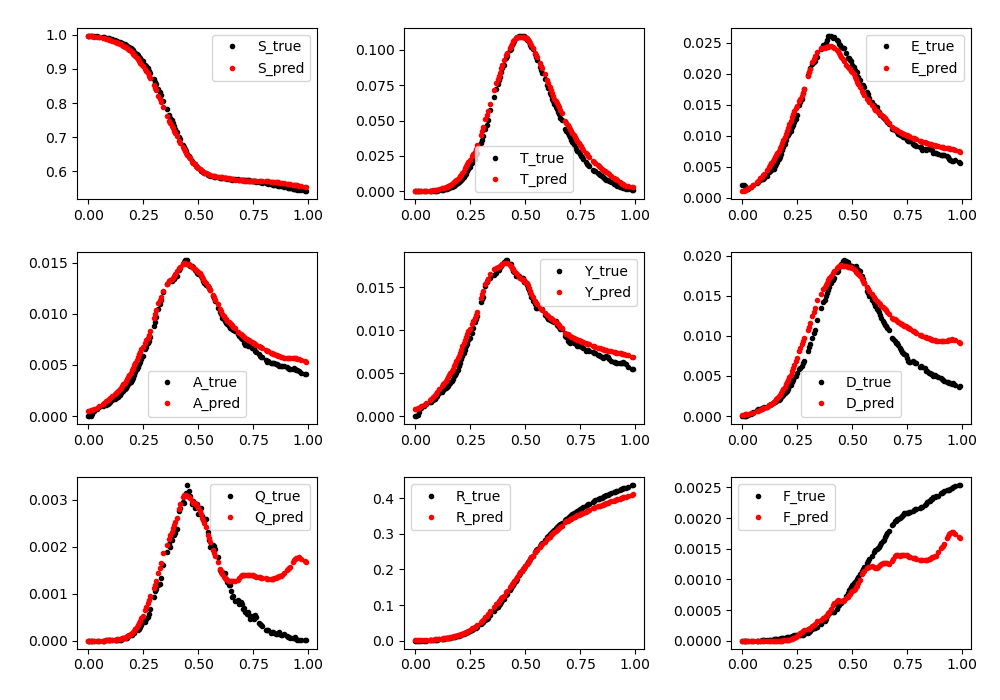 1.0
0.9
0.8
0.7
0.6
S_true
S_pred
0.00 0.25 0.50 0.75 1.00
0.100
0.075
0.050
0.025
0.000
T_true
T_pred
0.00 0.25 0.50 0.75 1.00
0.025
0.020
0.015
0.010
0.005
0.000
E_true
E_pred
0.00 0.25 0.50 0.75 1.00
0.015
0.010
0.005
0.000
A_true
A_pred
0.00 0.25 0.50 0.75 1.00
0.015
0.010
0.005
0.000
Y_true
Y_pred
0.00 0.25 0.50 0.75 1.00
0.020
0.015
0.010
0.005
0.000
D_true
D_pred
0.00 0.25 0.50 0.75 1.00
0.003
0.002
0.001
0.000
Q_true
Q_pred
0.00 0.25 0.50 0.75 1.00
0.4
0.3
0.2
0.1
0.0
R_true
R_pred
0.00 0.25 0.50 0.75 1.00
0.0025
0.0020
0.0015
0.0010
0.0005
0.0000
F_true
F_pred
0.00 0.25 0.50 0.75 1.00